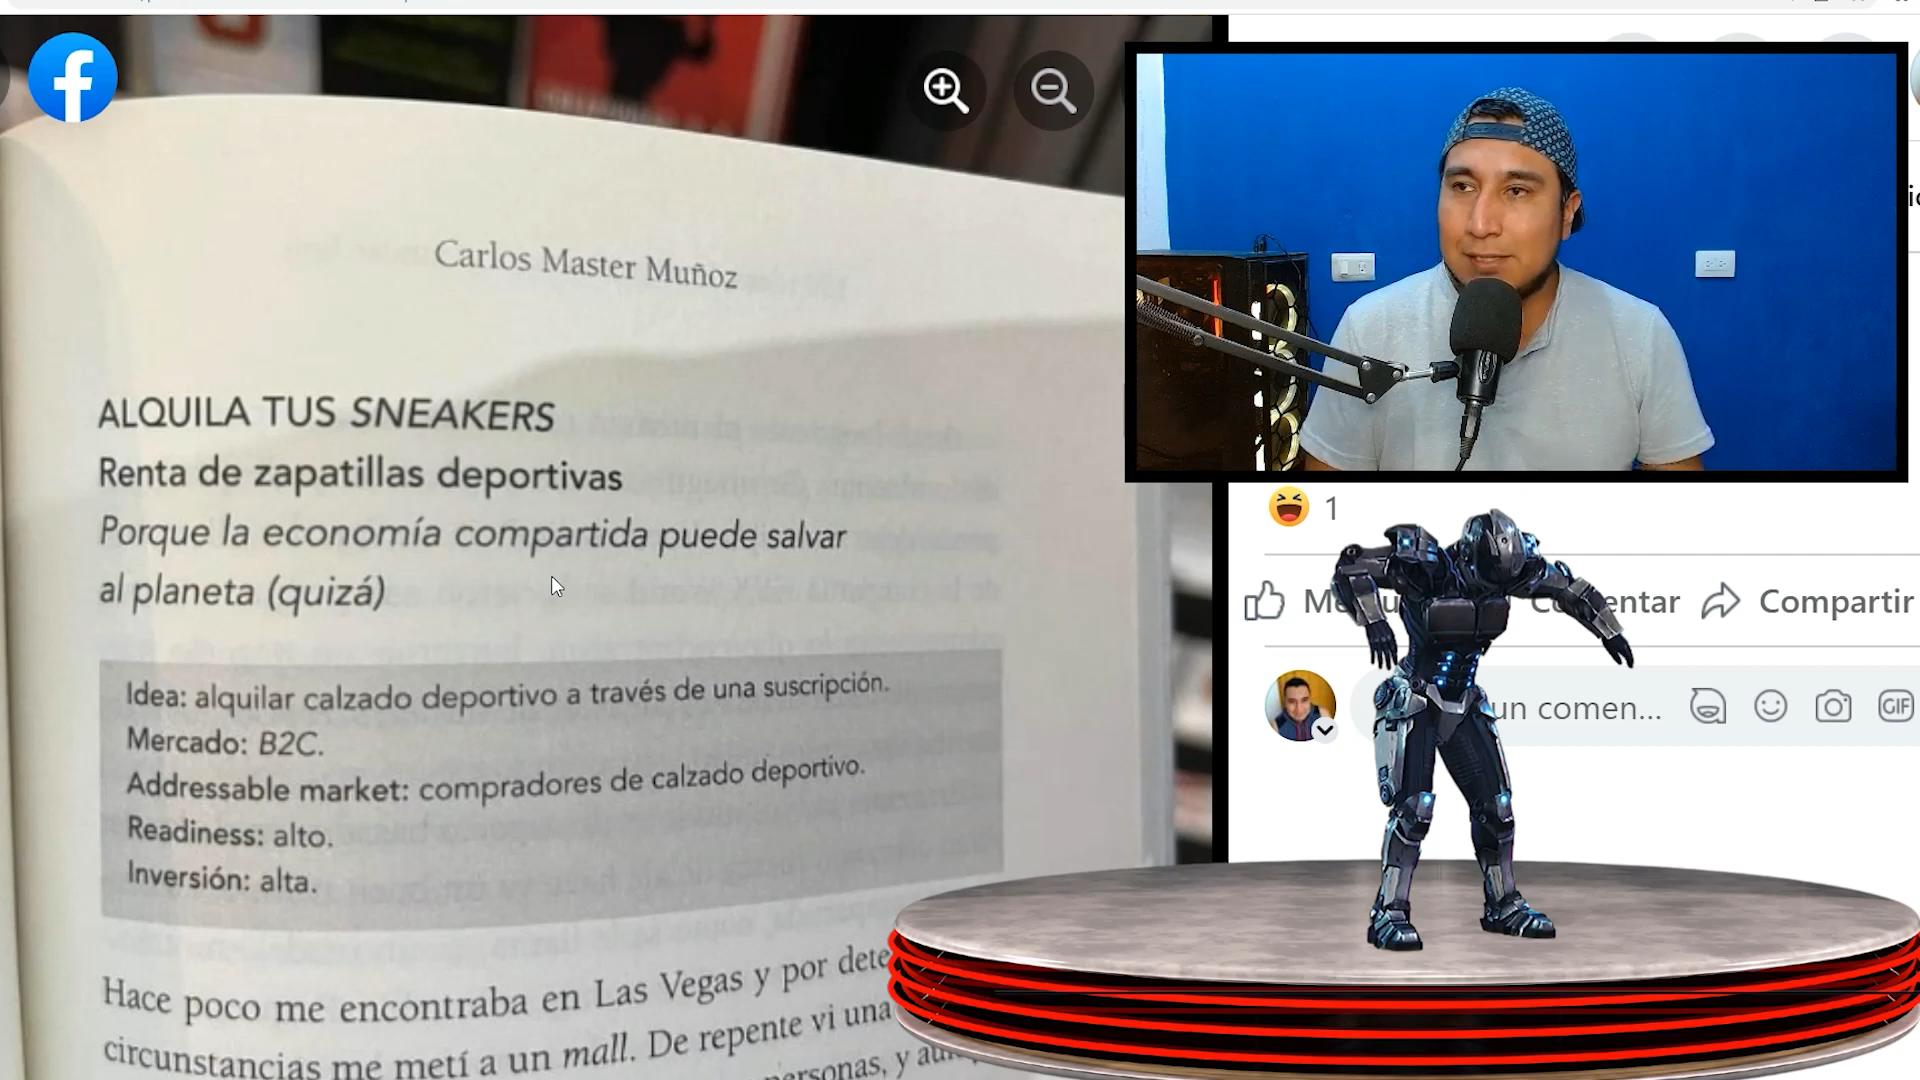 Carlos Master Muñoz
ALQUILA TUS SNEAKERS
Renta de zapatillas deportivas
Porque la economía compartida puede salvar
al planeta (quizá)
Idea: alquilar calzado deportivo a través de una suscripción.
Mercado: B2C.
Addressable market: compradores de calzado deportivo.
Readiness: alto.
Inversión: alta.
Hace poco me encontraba en Las Vegas y por dete
circunstancias me metí a un mall. De repente vi una
personas, y
1
Compartir
un comen...
GIF